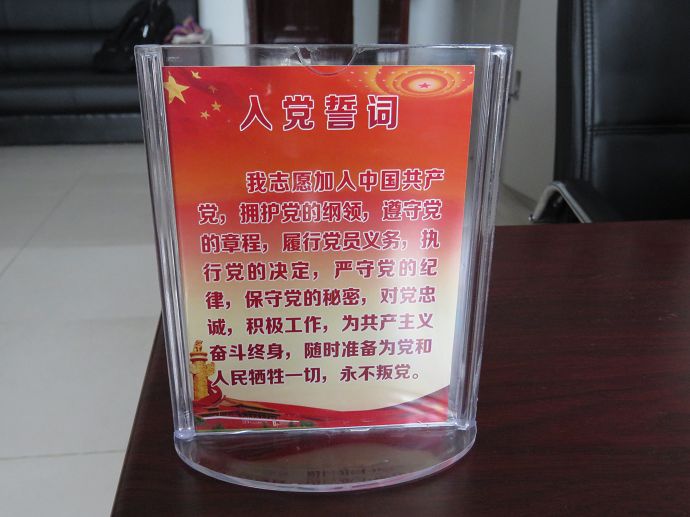 入党誓词
我志愿加入中国共产
党，拥护党的纲领，遵守党
的章程，履行党员义务，执
行党的决定，严守党的纪
律，保守党的秘密，对党忠
诚，积极工作，为共产主义
奋斗终身，随时准备为党和
人民牺牲一切，永不叛党。